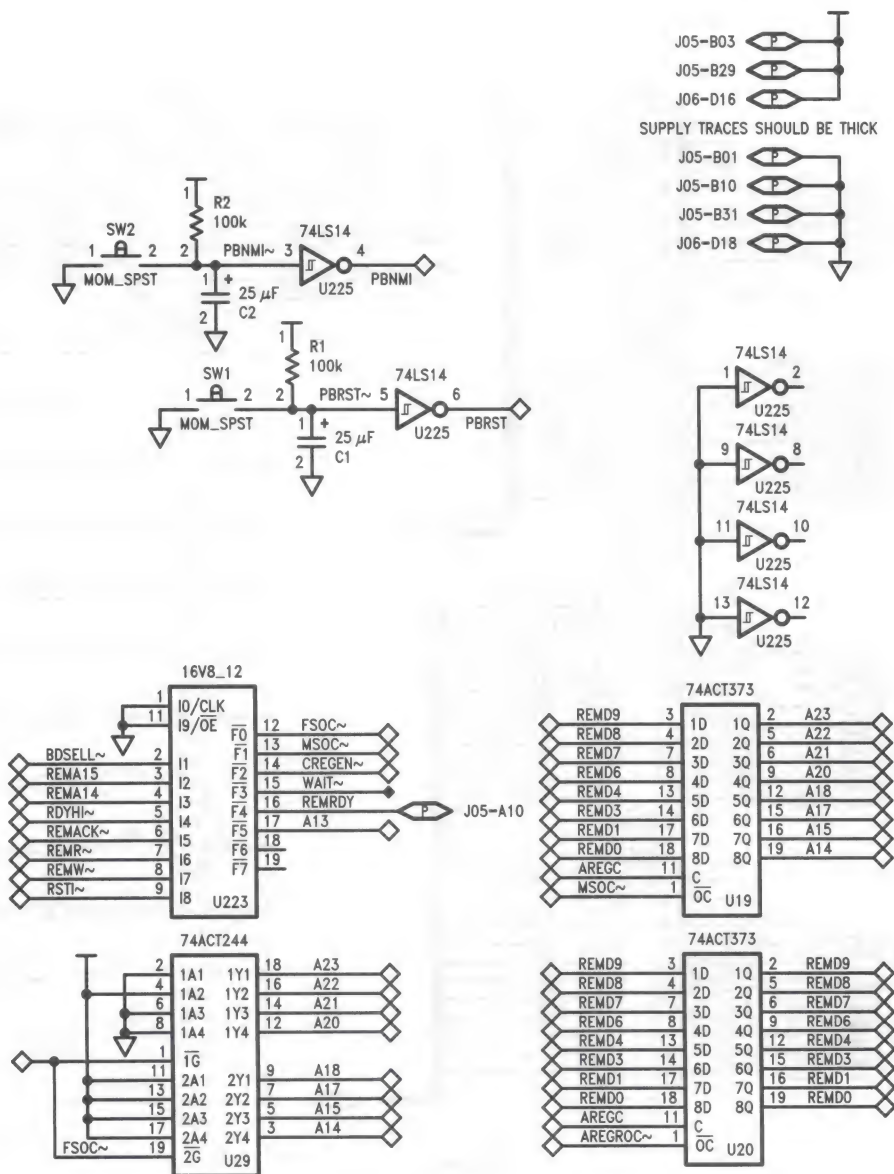 J05-B03 P
J05-B29 P
J06-D16 P
SUPPLY TRACES SHOULD BE THICK
J05-B01 P
J05-B10 P
J05-B31 P
J06-D18 P
1 R2
100k
SW2
1 2 2 PBNMI~ 3 74LS14 4
MOM_SPST U225 PBNMI
1 + 25 µF
2 C2
1 R1
100k
SW1
1 2 2 PBRST~ 5 74LS14 6
MOM_SPST U225 PBRST
1 + 25 µF
2 C1
74LS14
1 2
U225
74LS14
9 8
U225
74LS14
11 10
U225
74LS14
13 12
U225
16V8_12
1 I0/CLK
11 I9/OE
F0 12 FSOC~
F1 13 MSOC~
BDSELL~ 2 I1 F2 14 CREGEN~
REMA15 3 I2 F3 15 WAIT~
REMA14 4 I3 F4 16 REMRDY P J05-A10
RDYHI~ 5 I4 F5 17 A13
REMACK~ 6 I5 F6 18
REMR~ 7 I6 F7 19
REMW~ 8 I7
RSTI~ 9 I8
U223
74ACT373
REMD9 3 1D 1Q 2 A23
REMD8 4 2D 2Q 5 A22
REMD7 7 3D 3Q 6 A21
REMD6 8 4D 4Q 9 A20
REMD4 13 5D 5Q 12 A18
REMD3 14 6D 6Q 15 A17
REMD1 17 7D 7Q 16 A15
REMD0 18 8D 8Q 19 A14
AREGC 11 C
MSOC~ 1 OC U19
74ACT244
2 1A1 1Y1 18 A23
4 1A2 1Y2 16 A22
6 1A3 1Y3 14 A21
8 1A4 1Y4 12 A20
1 1G
11 2A1 2Y1 9 A18
13 2A2 2Y2 7 A17
15 2A3 2Y3 5 A15
17 2A4 2Y4 3 A14
FSOC~ 19 2G U29
74ACT373
REMD9 3 1D 1Q 2 REMD9
REMD8 4 2D 2Q 5 REMD8
REMD7 7 3D 3Q 6 REMD7
REMD6 8 4D 4Q 9 REMD6
REMD4 13 5D 5Q 12 REMD4
REMD3 14 6D 6Q 15 REMD3
REMD1 17 7D 7Q 16 REMD1
REMD0 18 8D 8Q 19 REMD0
AREGC 11 C
AREGROC~ 1 OC U20